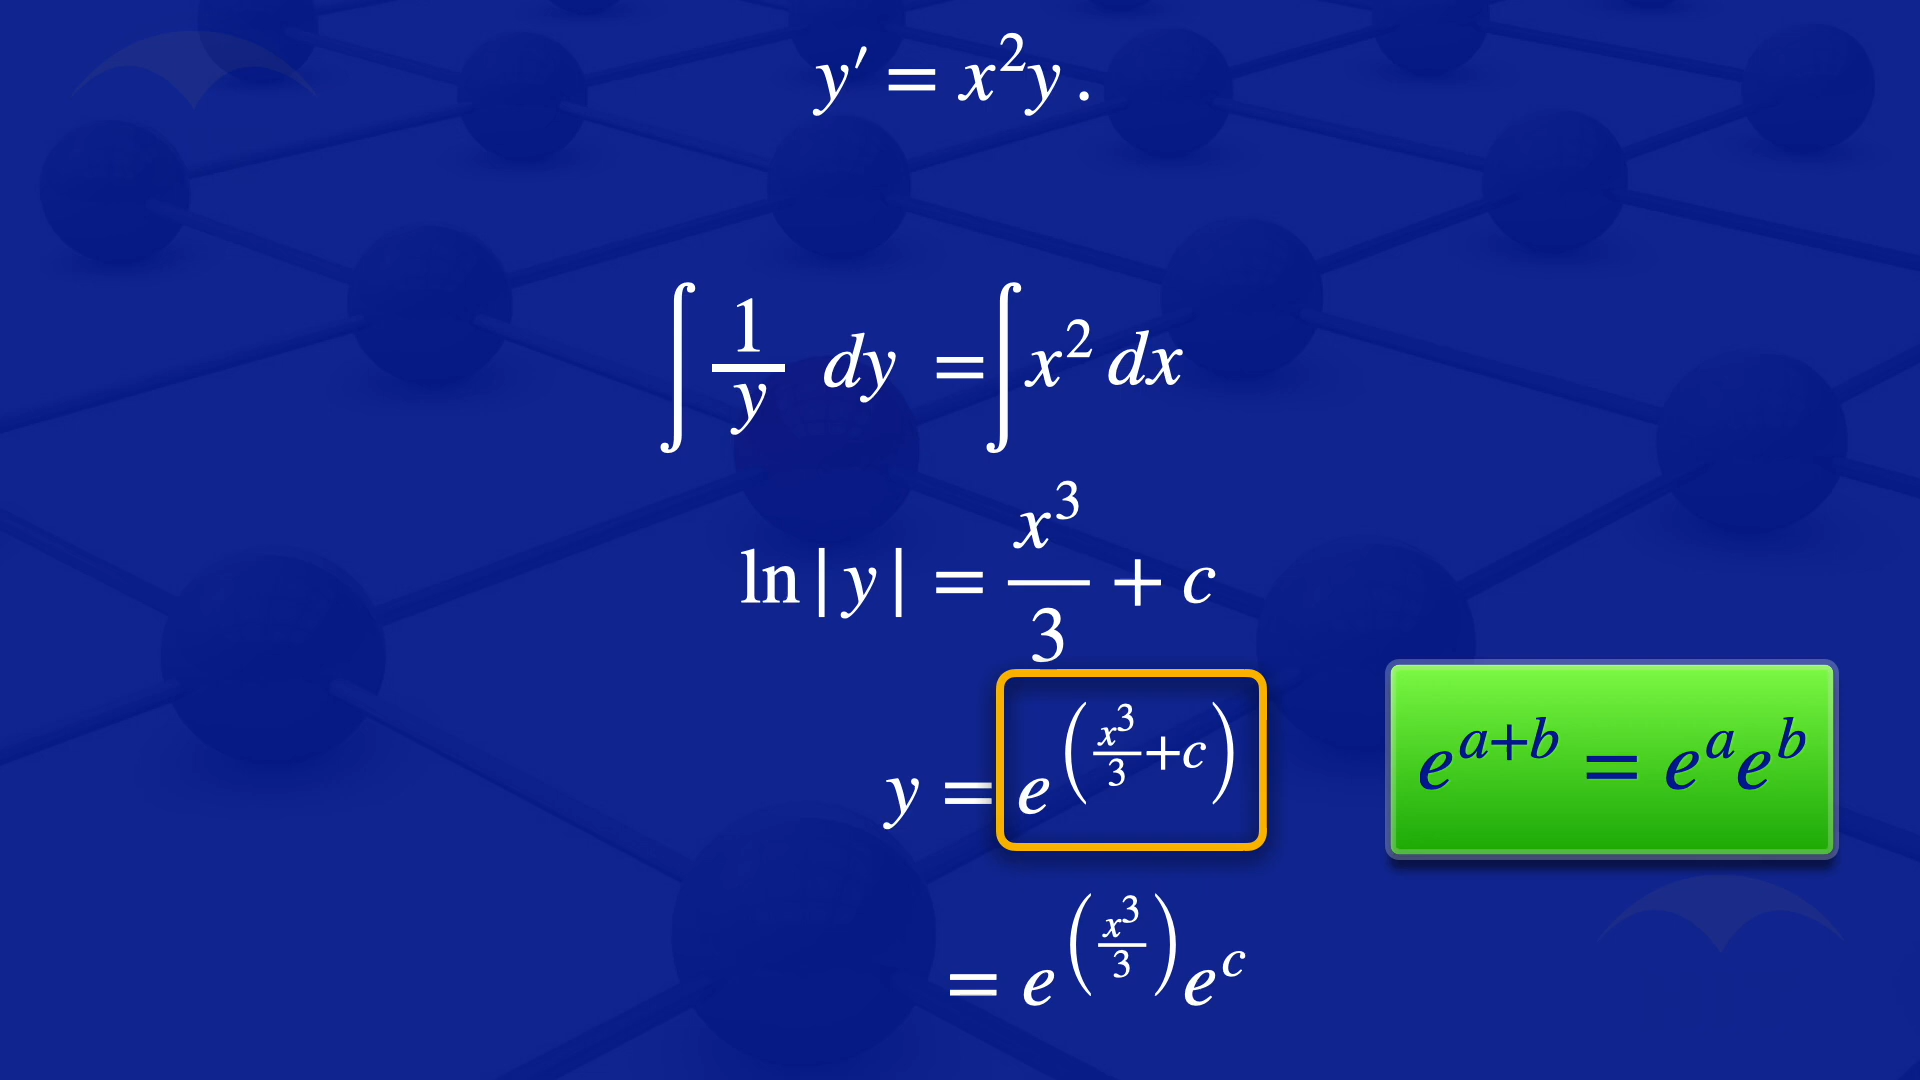 y′ = x²y .
∫ 1/y dy = ∫ x² dx
ln|y| = x³/3 + c
y = e^(x³/3 + c)
e^(a+b) = e^a e^b
= e^(x³/3) e^c